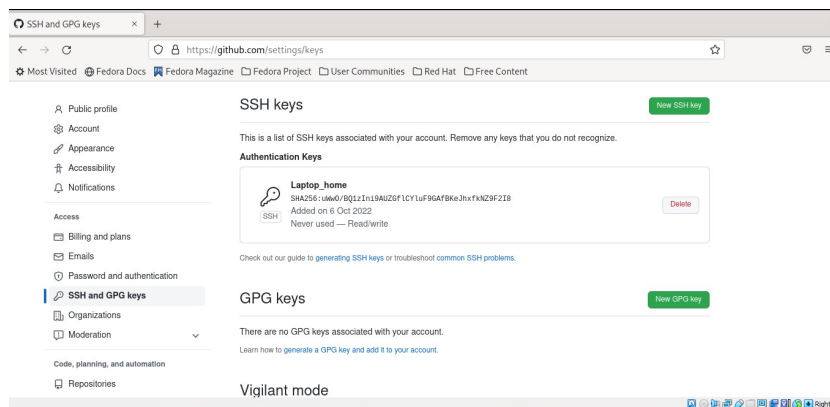 SSH and GPG keys
https://github.com/settings/keys
Most Visited Fedora Docs Fedora Magazine Fedora Project User Communities Red Hat Free Content
Public profile
Account
Appearance
Accessibility
Notifications
Access
Billing and plans
Emails
Password and authentication
SSH and GPG keys
Organizations
Moderation
Code, planning, and automation
Repositories
SSH keys
New SSH key
This is a list of SSH keys associated with your account. Remove any keys that you do not recognize.
Authentication Keys
Laptop_home
SSH
Added on 6 Oct 2022
Never used — Read/write
Delete
Check out our guide to generating SSH keys or troubleshoot common SSH problems.
GPG keys
New GPG key
There are no GPG keys associated with your account.
Learn how to generate a GPG key and add it to your account.
Vigilant mode
Right